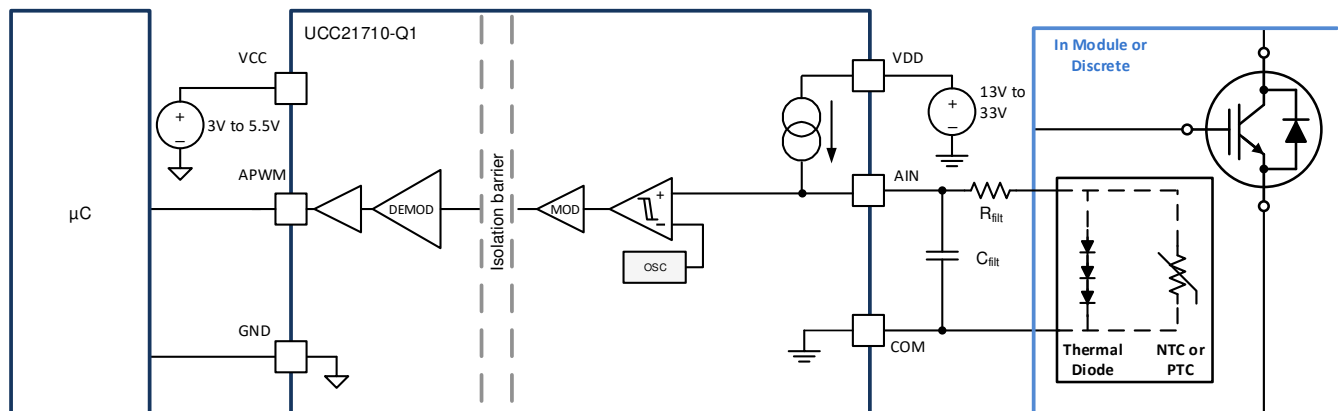 UCC21710-Q1
In Module or
Discrete
VCC
VDD
+
3V to 5.5V
+
13V to
33V
APWM
AIN
µC
DEMOD
Isolation barrier
MOD
+
OSC
Rfilt
Cfilt
GND
COM
Thermal
Diode
NTC or
PTC